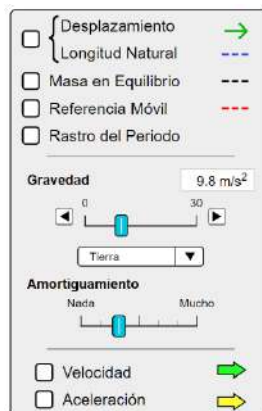 Desplazamiento
Longitud Natural
Masa en Equilibrio
Referencia Móvil
Rastro del Periodo
Gravedad 9.8 m/s²
0 30
Tierra
Amortiguamiento
Nada Mucho
Velocidad
Aceleración